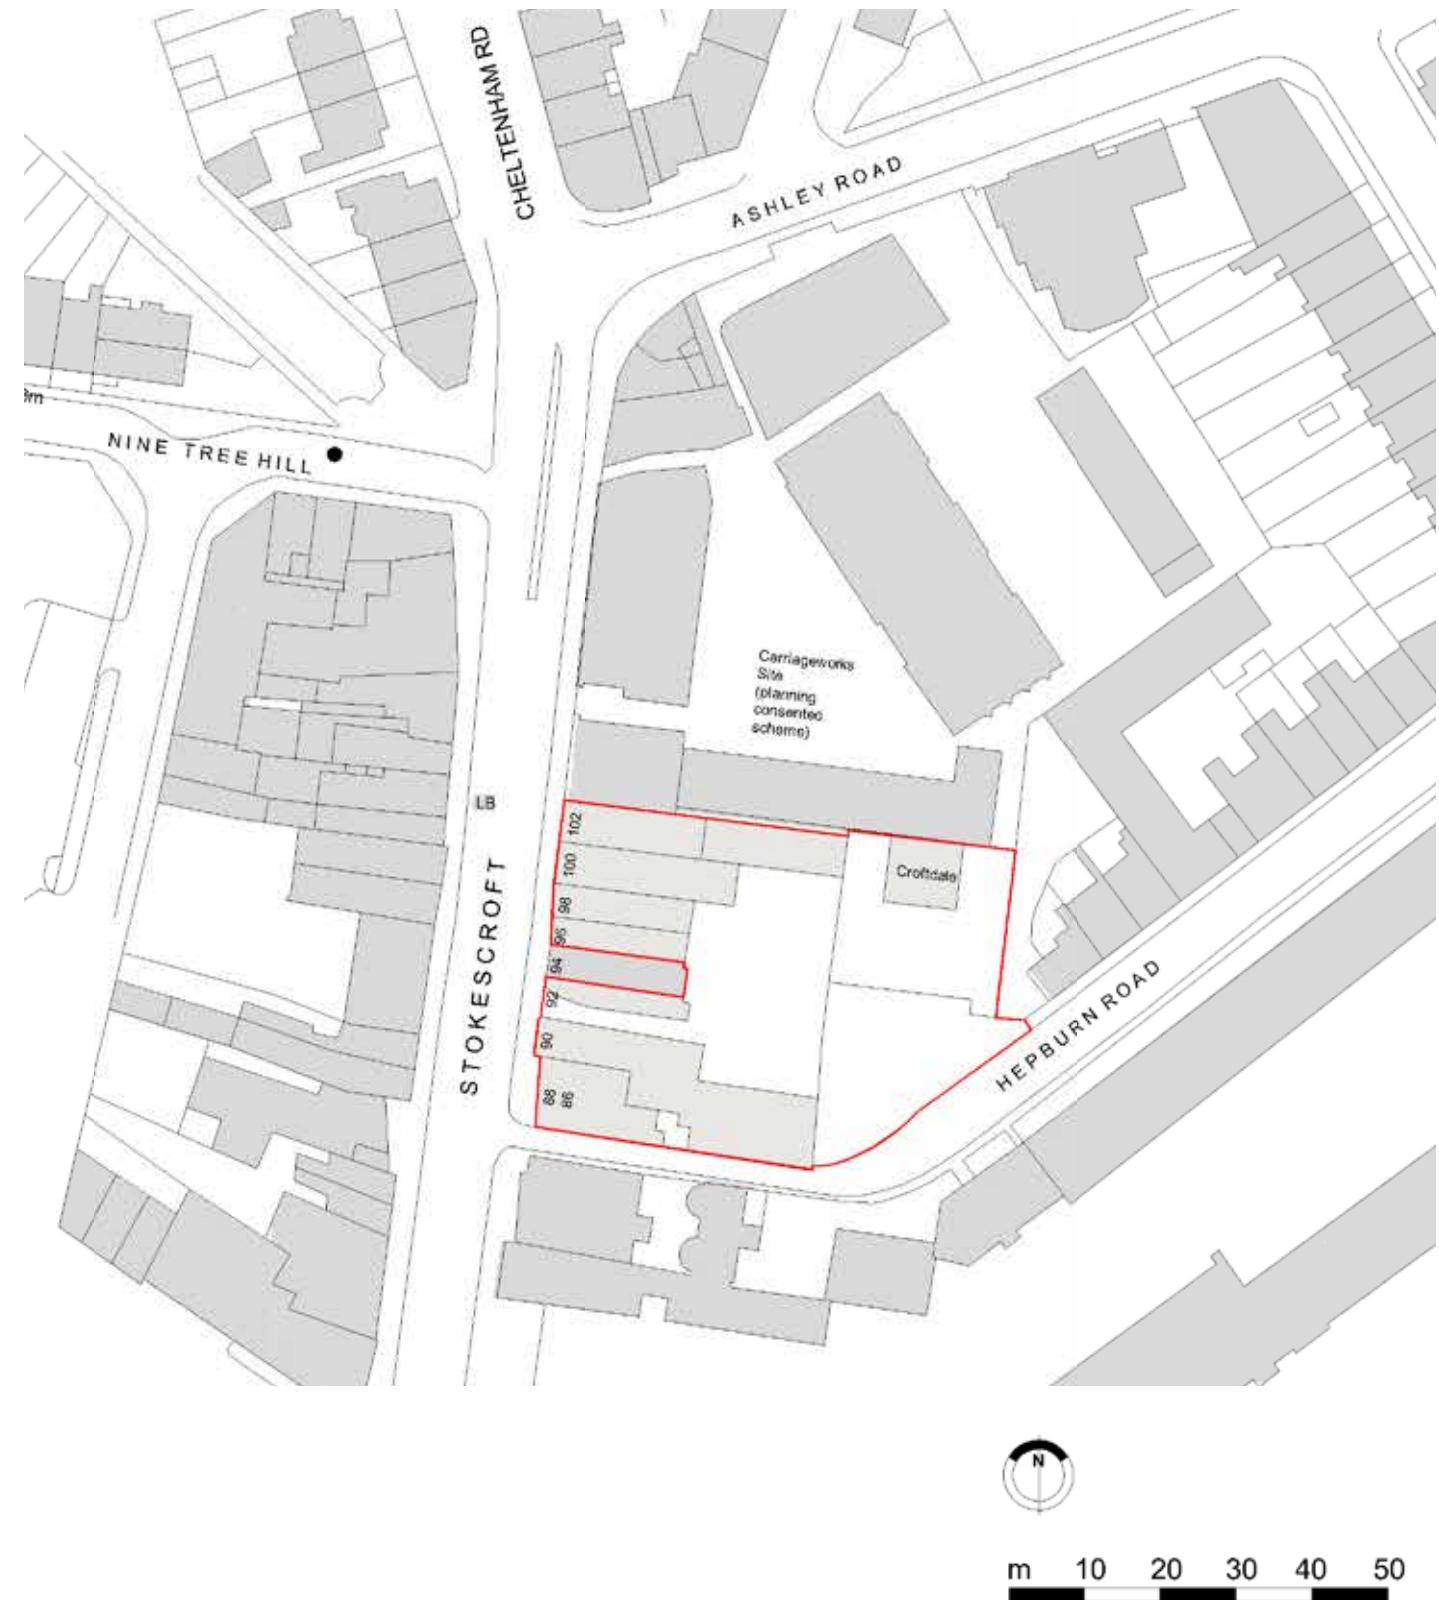 CHELTENHAM RD
ASHLEY ROAD
NINE TREE HILL
Carriageworks
Site
(planning
consented
scheme)
LB
102
100
98
96
94
92
90
88
86
Croftdale
STOKESCROFT
HEPBURN ROAD
N
m 10 20 30 40 50